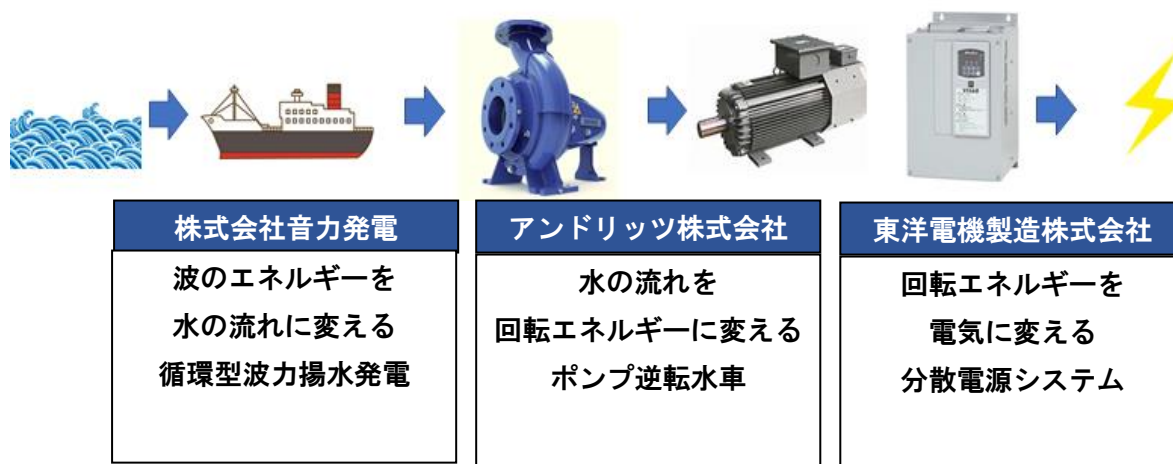 株式会社音力発電
波のエネルギーを
水の流れに変える
循環型波力揚水発電
アンドリッツ株式会社
水の流れを
回転エネルギーに変える
ポンプ逆転水車
東洋電機製造株式会社
回転エネルギーを
電気に変える
分散電源システム